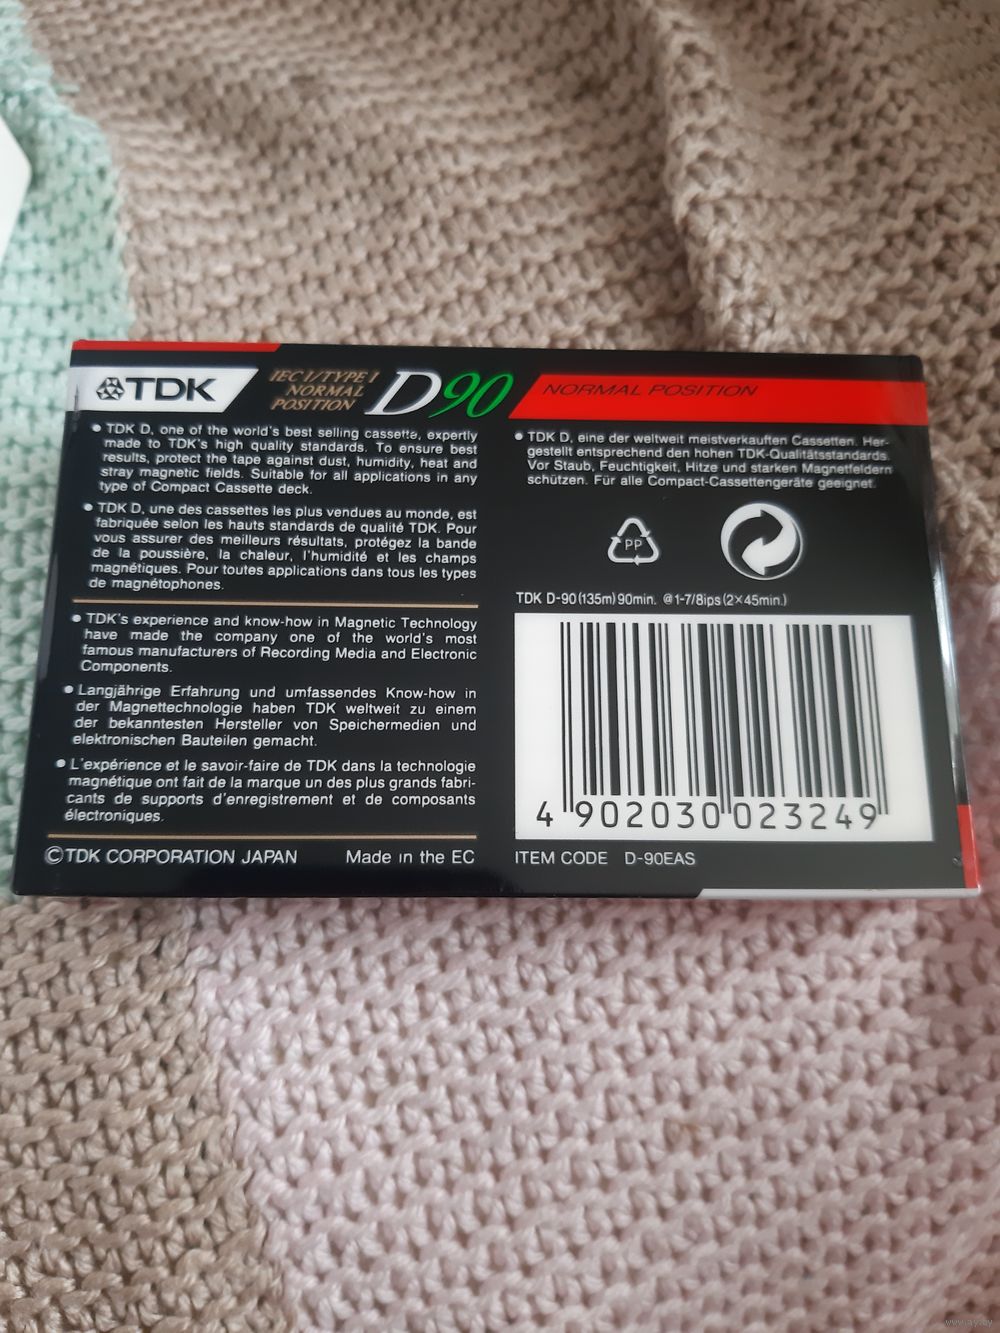 TDK
IEC I/TYPE I
NORMAL
POSITION
D90
NORMAL POSITION
• TDK D, one of the world's best selling cassette, expertly
made to TDK's high quality standards. To ensure best
results, protect the tape against dust, humidity, heat and
stray magnetic fields. Suitable for all applications in any
type of Compact Cassette deck.
• TDK D, une des cassettes les plus vendues au monde, est
fabriquée selon les hauts standards de qualité TDK. Pour
vous assurer des meilleurs résultats, protégez la bande
de la poussière, la chaleur, l'humidité et les champs
magnétiques. Pour toutes applications dans tous les types
de magnétophones.
• TDK's experience and know-how in Magnetic Technology
have made the company one of the world's most
famous manufacturers of Recording Media and Electronic
Components.
• Langjährige Erfahrung und umfassendes Know-how in
der Magnettechnologie haben TDK weltweit zu einem
der bekanntesten Hersteller von Speichermedien und
elektronischen Bauteilen gemacht.
• L'expérience et le savoir-faire de TDK dans la technologie
magnétique ont fait de la marque un des plus grands fabri-
cants de supports d'enregistrement et de composants
électroniques.
©TDK CORPORATION JAPAN Made in the EC
• TDK D, eine der weltweit meistverkauften Cassetten. Her-
gestellt entsprechend den hohen TDK-Qualitätsstandards.
Vor Staub, Feuchtigkeit, Hitze und starken Magnetfeldern
schützen. Für alle Compact-Cassettengeräte geeignet.
PP
TDK D-90(135m)90min. @1-7/8ips(2×45min.)
4 902030 023249
ITEM CODE D-90EAS
www.ay.by